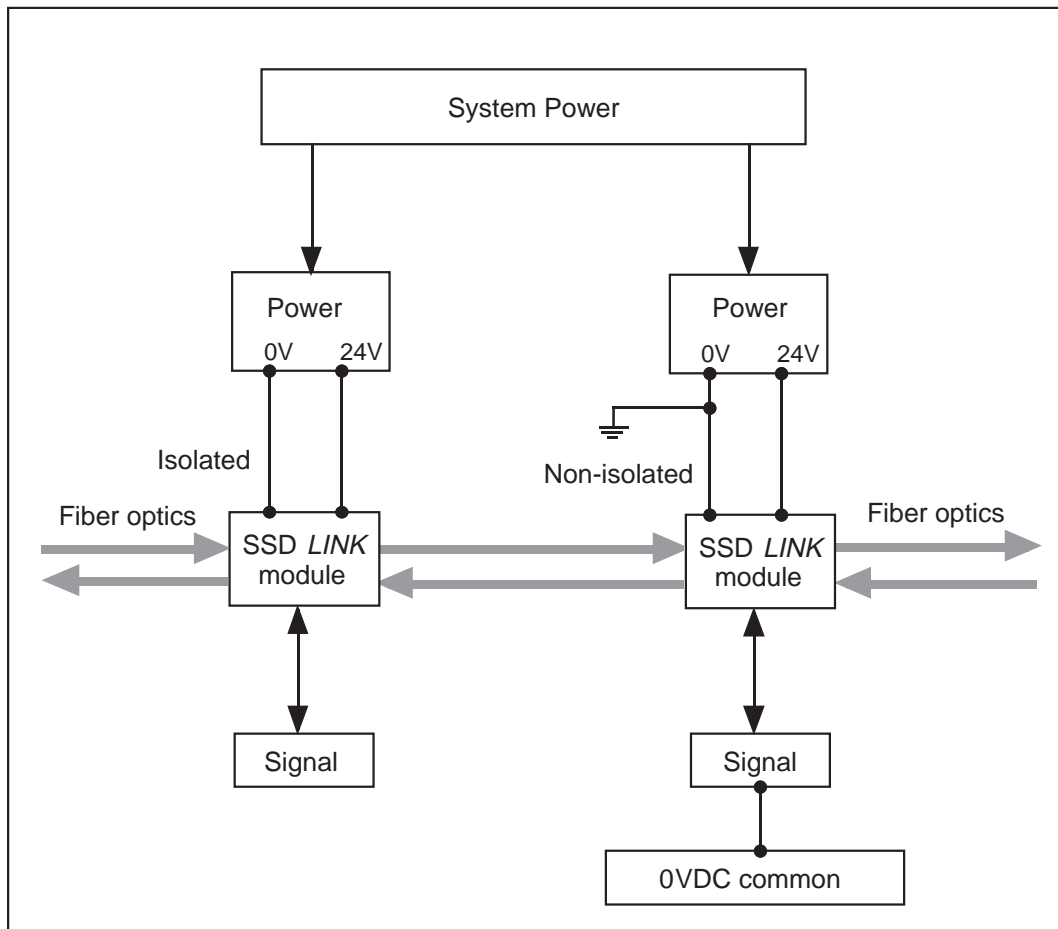 System Power
Power
0V 24V
Power
0V 24V
Isolated
Non-isolated
Fiber optics
SSD LINK
module
SSD LINK
module
Fiber optics
Signal
Signal
0VDC common